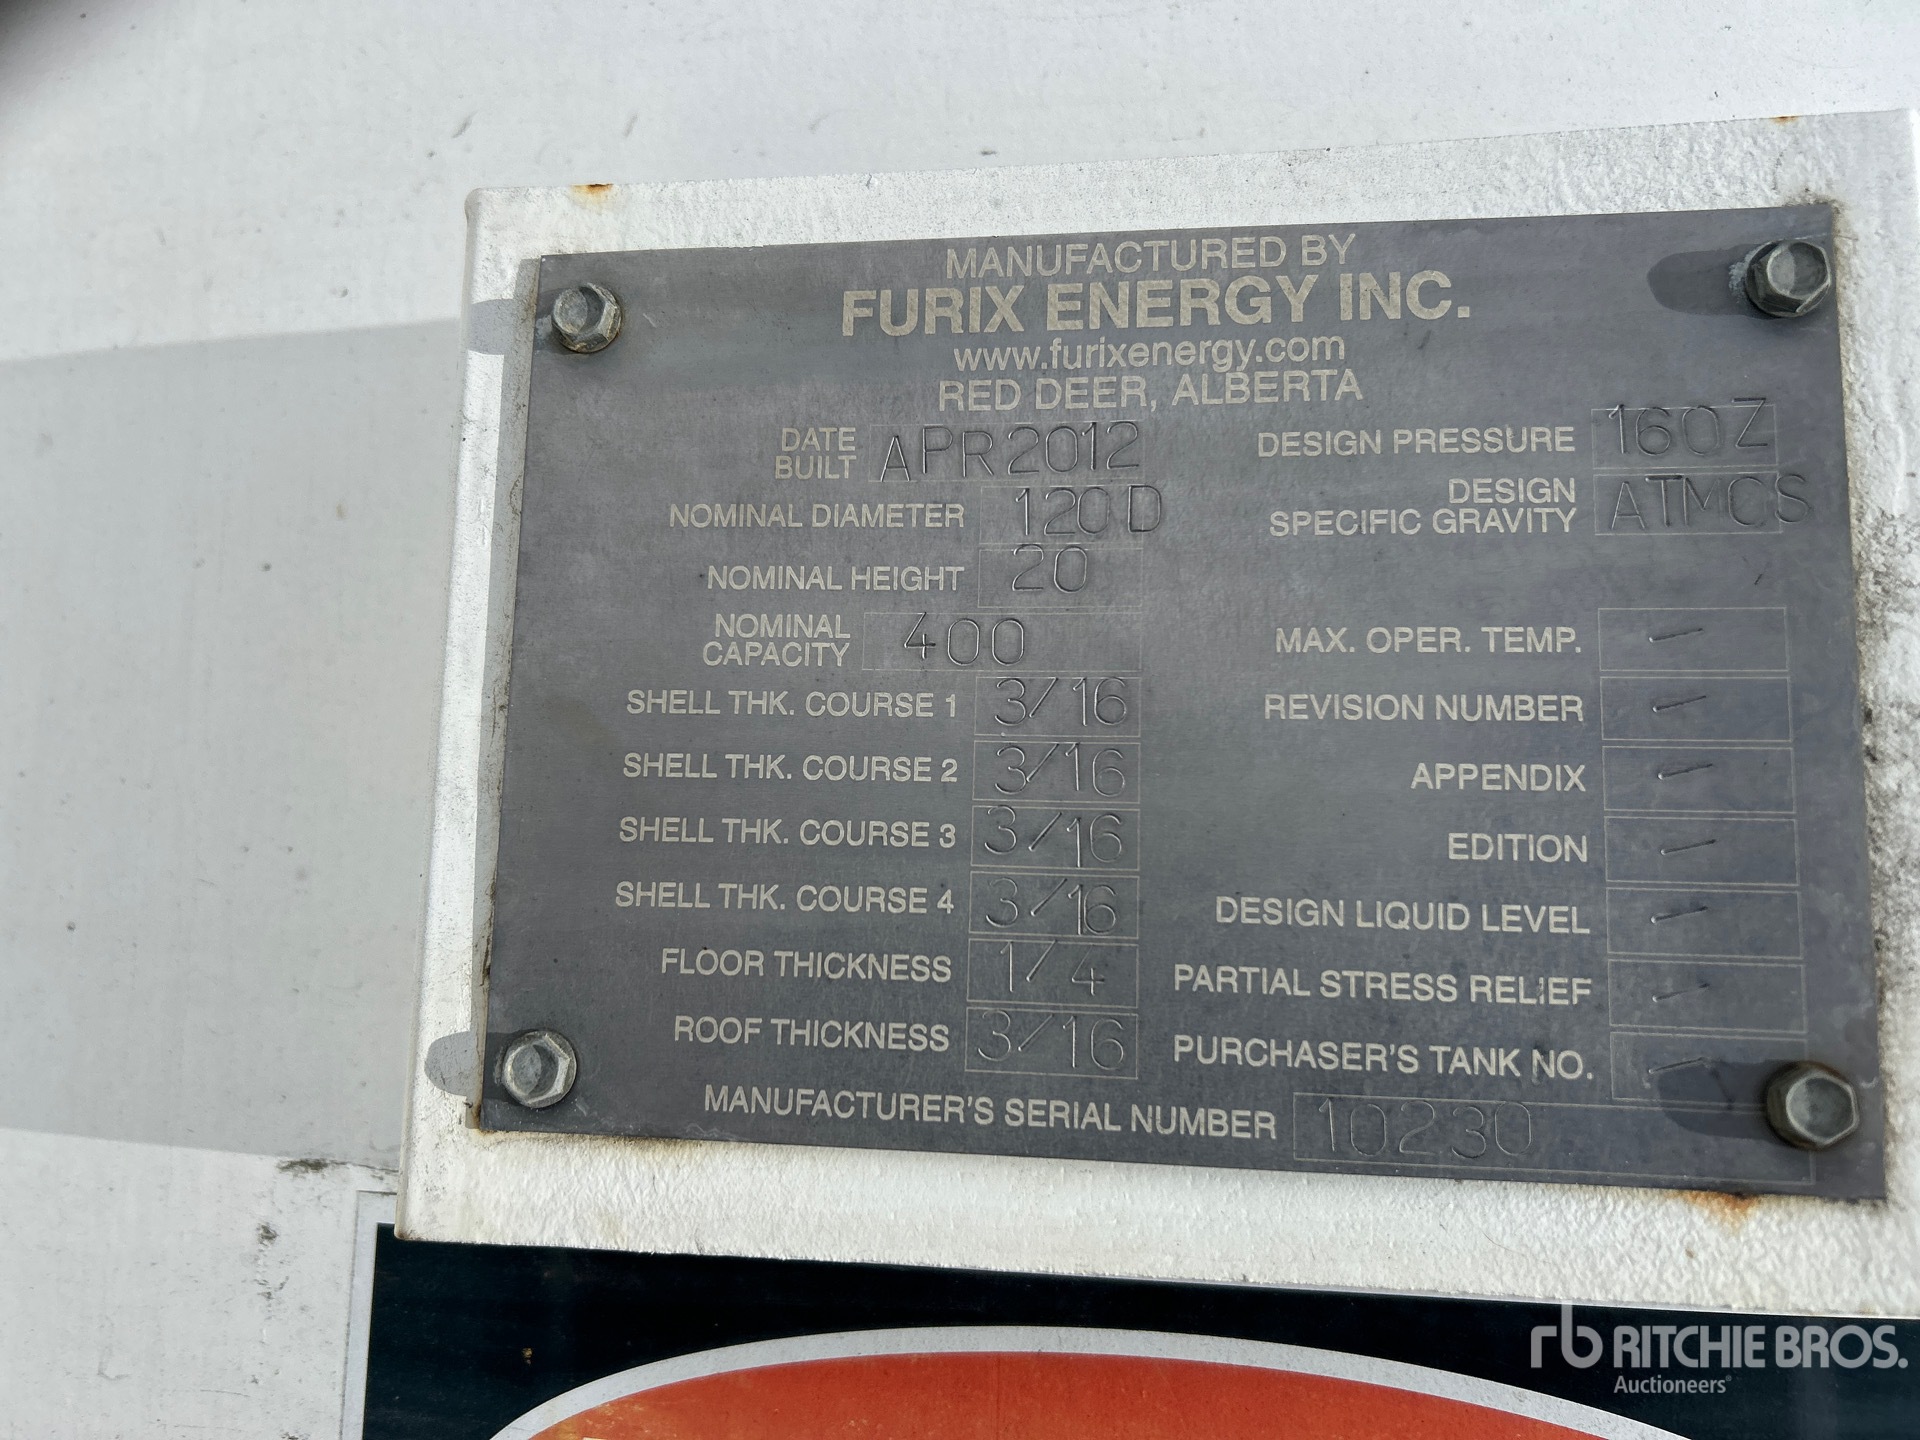 MANUFACTURED BY
FURIX ENERGY INC.
www.furixenergy.com
RED DEER, ALBERTA
DATE BUILT APR2012
NOMINAL DIAMETER 120D
NOMINAL HEIGHT 20
NOMINAL CAPACITY 400
SHELL THK. COURSE 1 3/16
SHELL THK. COURSE 2 3/16
SHELL THK. COURSE 3 3/16
SHELL THK. COURSE 4 3/16
FLOOR THICKNESS 1/4
ROOF THICKNESS 3/16
DESIGN PRESSURE 16OZ
DESIGN SPECIFIC GRAVITY ATMCS
MAX. OPER. TEMP. -
REVISION NUMBER -
APPENDIX -
EDITION -
DESIGN LIQUID LEVEL -
PARTIAL STRESS RELIEF -
PURCHASER'S TANK NO. -
MANUFACTURER'S SERIAL NUMBER 10230
rb RITCHIE BROS.
Auctioneers